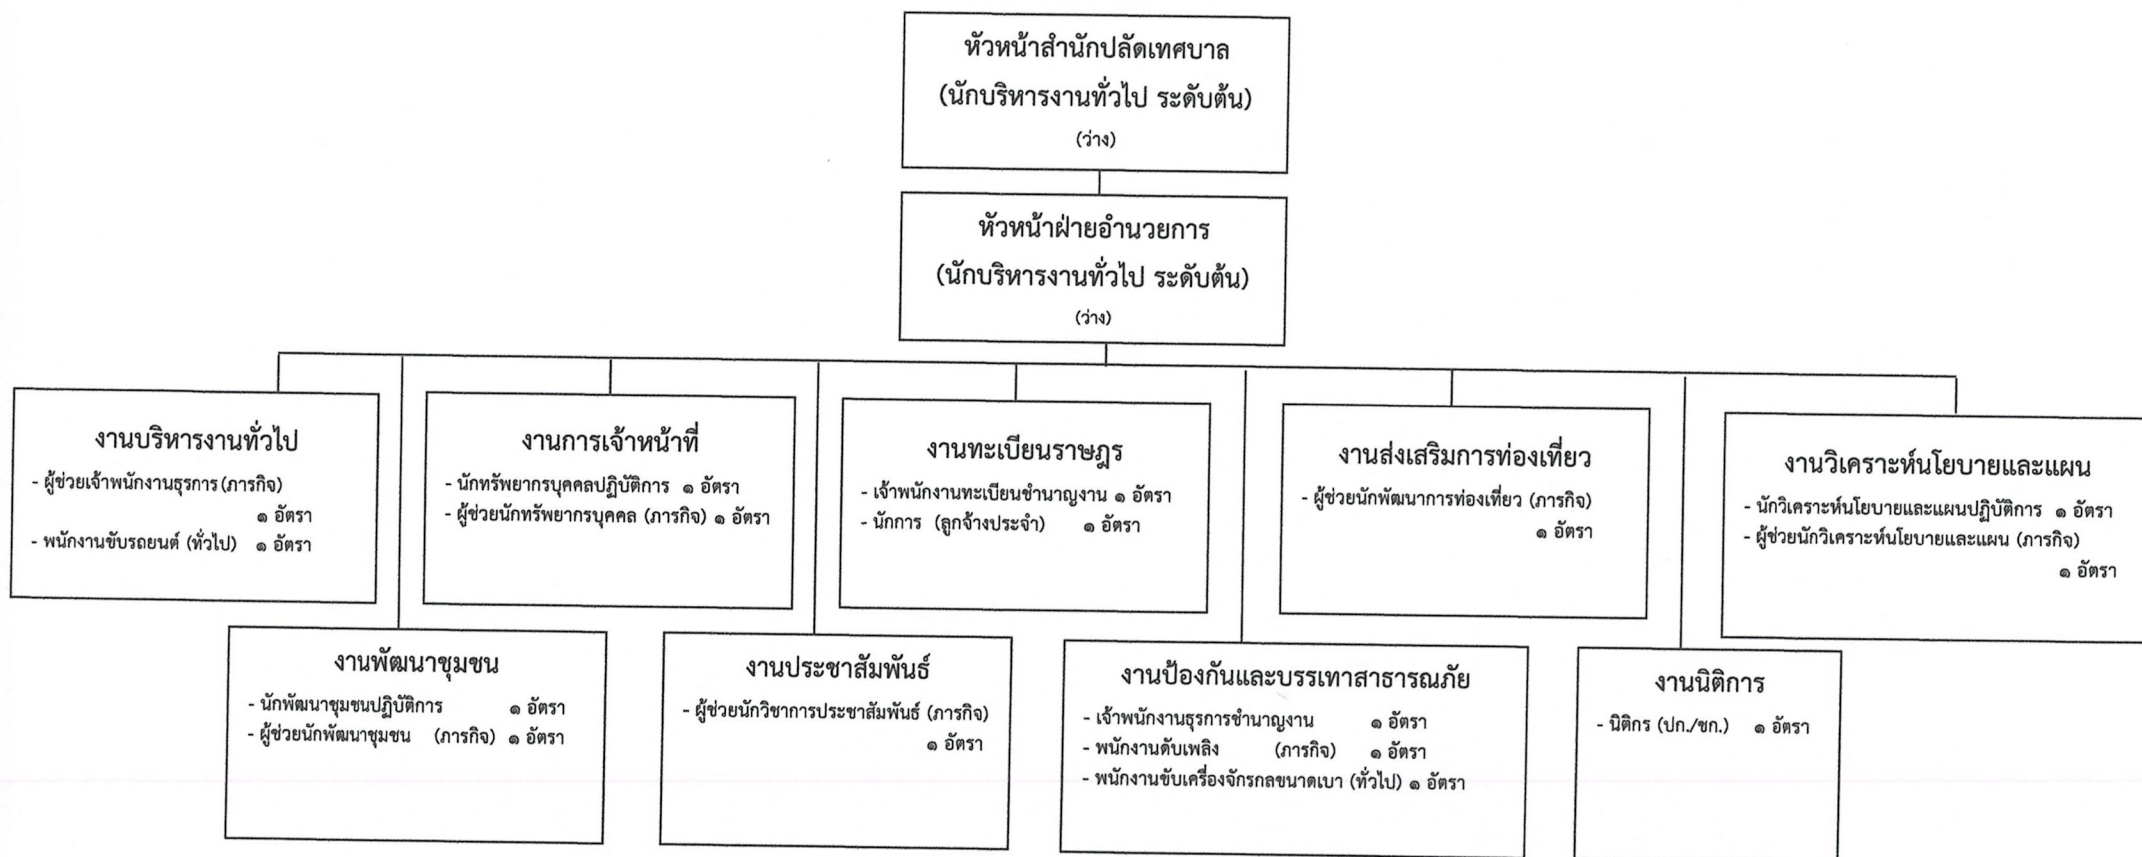 หัวหน้าสำนักปลัดเทศบาล
(นักบริหารงานทั่วไป ระดับต้น)
(ว่าง)
หัวหน้าฝ่ายอำนวยการ
(นักบริหารงานทั่วไป ระดับต้น)
(ว่าง)
งานบริหารงานทั่วไป
- ผู้ช่วยเจ้าพนักงานธุรการ (ภารกิจ)
๑ อัตรา
- พนักงานขับรถยนต์ (ทั่วไป) ๑ อัตรา
งานการเจ้าหน้าที่
- นักทรัพยากรบุคคลปฏิบัติการ ๑ อัตรา
- ผู้ช่วยนักทรัพยากรบุคคล (ภารกิจ) ๑ อัตรา
งานทะเบียนราษฎร
- เจ้าพนักงานทะเบียนชำนาญงาน ๑ อัตรา
- นักการ (ลูกจ้างประจำ) ๑ อัตรา
งานส่งเสริมการท่องเที่ยว
- ผู้ช่วยนักพัฒนาการท่องเที่ยว (ภารกิจ)
๑ อัตรา
งานวิเคราะห์นโยบายและแผน
- นักวิเคราะห์นโยบายและแผนปฏิบัติการ ๑ อัตรา
- ผู้ช่วยนักวิเคราะห์นโยบายและแผน (ภารกิจ)
๑ อัตรา
งานพัฒนาชุมชน
- นักพัฒนาชุมชนปฏิบัติการ ๑ อัตรา
- ผู้ช่วยนักพัฒนาชุมชน (ภารกิจ) ๑ อัตรา
งานประชาสัมพันธ์
- ผู้ช่วยนักวิชาการประชาสัมพันธ์ (ภารกิจ)
๑ อัตรา
งานป้องกันและบรรเทาสาธารณภัย
- เจ้าพนักงานธุรการชำนาญงาน ๑ อัตรา
- พนักงานดับเพลิง (ภารกิจ) ๑ อัตรา
- พนักงานขับเครื่องจักรกลขนาดเบา (ทั่วไป) ๑ อัตรา
งานนิติการ
- นิติกร (ปก./ชก.) ๑ อัตรา